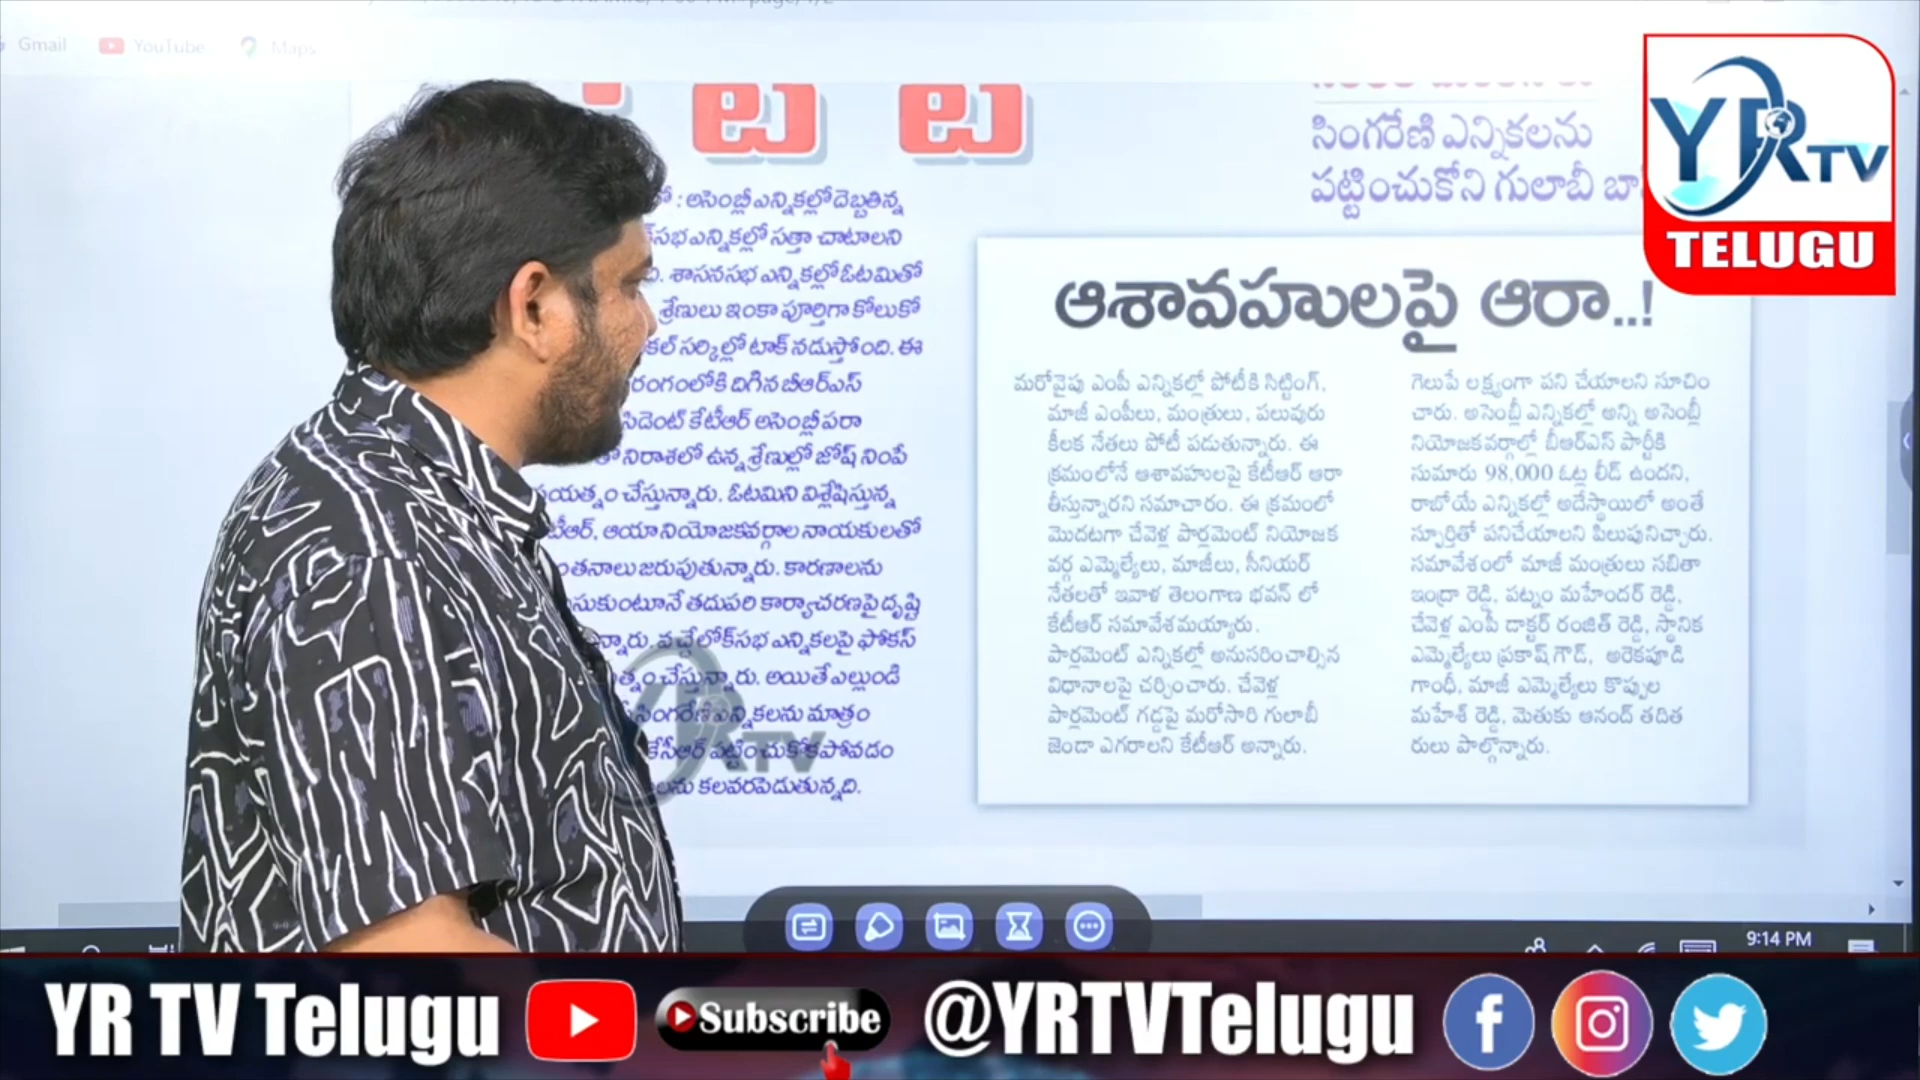 Gmail
YouTube
Maps
ట ట
సింగరేణి ఎన్నికలను
పట్టించుకోని గులాబీ
YR TV
TELUGU
: అసెంబ్లీ ఎన్నికల్లో దెబ్బతిన్న
ఎన్నికల్లో సత్తా చాటాలని
శాసనసభ ఎన్నికల్లో ఓటమితో
శ్రేణులు ఇంకా పూర్తిగా కోలుకో
సర్కిల్లో టాక్ నడుస్తోంది. ఈ
రంగంలోకి దిగిన బీఆర్ఎస్
కేటీఆర్ అసెంబ్లీ పరా
నిరాశలో ఉన్న శ్రేణుల్లో జోష్ నింపే
చేస్తున్నారు. ఓటమిని విశ్లేషిస్తున్న
ఆయా నియోజకవర్గాల నాయకులతో
జరుపుతున్నారు. కారణాలను
తదుపరి కార్యాచరణపై దృష్టి
వచ్చే లోక్‌సభ ఎన్నికలపై ఫోకస్
చేస్తున్నారు. అయితే ఎల్లుండి
సింగరేణి ఎన్నికలను మాత్రం
కేసీఆర్ పట్టించుకోకపోవడం
కలవరపెడుతున్నది.
ఆశావహులపై ఆరా..!
మరోవైపు ఎంపీ ఎన్నికల్లో పోటీకి సిట్టింగ్,
మాజీ ఎంపీలు, మంత్రులు, పలువురు
కీలక నేతలు పోటీ పడుతున్నారు. ఈ
క్రమంలోనే ఆశావహులపై కేటీఆర్ ఆరా
తీస్తున్నారని సమాచారం. ఈ క్రమంలో
మొదటగా చేవెళ్ల పార్లమెంట్ నియోజక
వర్గ ఎమ్మెల్యేలు, మాజీలు, సీనియర్
నేతలతో ఇవాళ తెలంగాణ భవన్ లో
కేటీఆర్ సమావేశమయ్యారు.
పార్లమెంట్ ఎన్నికల్లో అనుసరించాల్సిన
విధానాలపై చర్చించారు. చేవెళ్ల
పార్లమెంట్ గడ్డపై మరోసారి గులాబీ
జెండా ఎగరాలని కేటీఆర్ అన్నారు.
గెలుపే లక్ష్యంగా పని చేయాలని సూచిం
చారు. అసెంబ్లీ ఎన్నికల్లో అన్ని అసెంబ్లీ
నియోజకవర్గాల్లో బీఆర్ఎస్ పార్టీకి
సుమారు 98,000 ఓట్ల లీడ్ ఉందని,
రాబోయే ఎన్నికల్లో అదేస్థాయిలో అంతే
స్ఫూర్తితో పనిచేయాలని పిలుపునిచ్చారు.
సమావేశంలో మాజీ మంత్రులు సబితా
ఇంద్రా రెడ్డి, పట్నం మహేందర్ రెడ్డి,
చేవెళ్ల ఎంపీ డాక్టర్ రంజిత్ రెడ్డి, స్థానిక
ఎమ్మెల్యేలు ప్రకాష్ గౌడ్, అరెకపూడి
గాంధీ, మాజీ ఎమ్మెల్యేలు కొప్పుల
మహేశ్ రెడ్డి, మెతుకు ఆనంద్ తదిత
రులు పాల్గొన్నారు.
9:14 PM
YR TV Telugu
Subscribe
@YRTVTelugu